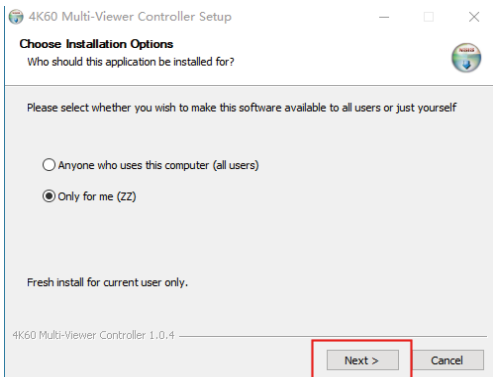 4K60 Multi-Viewer Controller Setup
Choose Installation Options
Who should this application be installed for?
Please select whether you wish to make this software available to all users or just yourself
Anyone who uses this computer (all users)
Only for me (ZZ)
Fresh install for current user only.
4K60 Multi-Viewer Controller 1.0.4
Next > Cancel